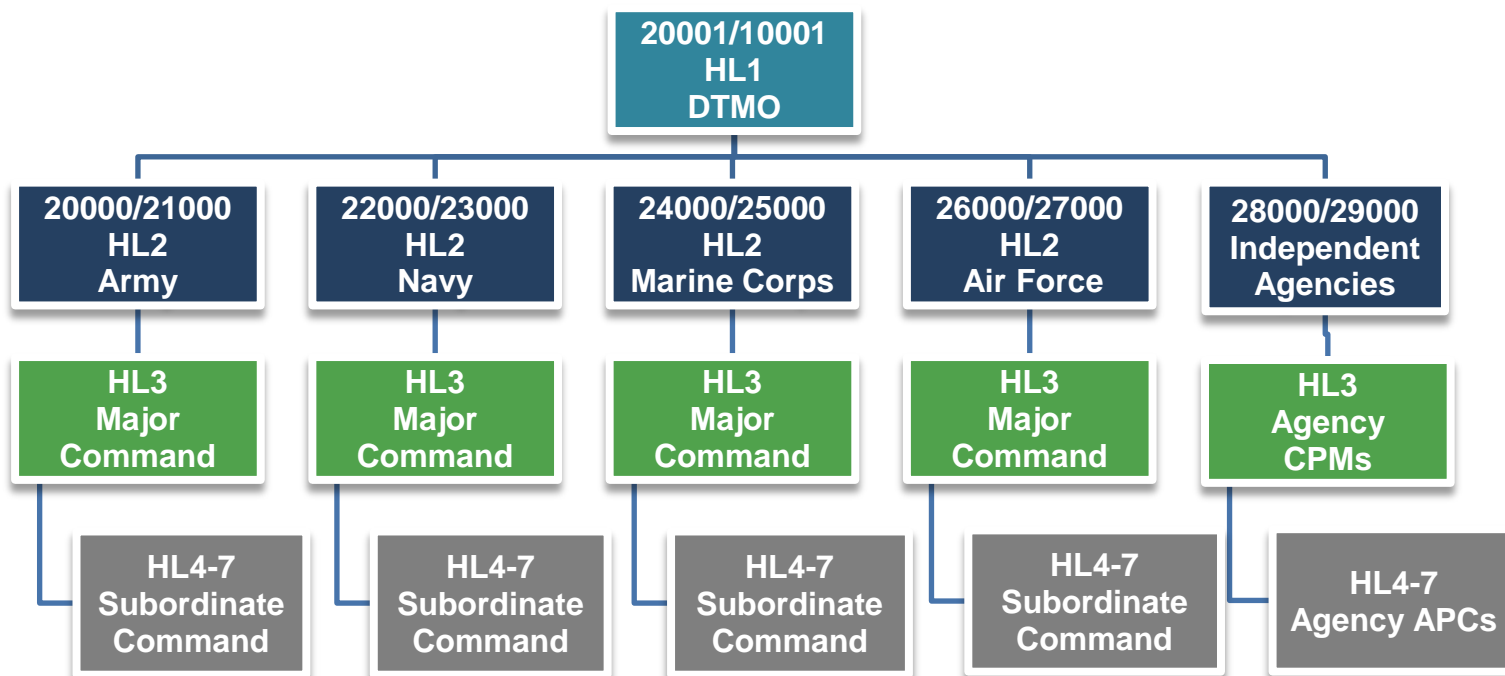 20001/10001
HL1
DTMO
20000/21000
HL2
Army
22000/23000
HL2
Navy
24000/25000
HL2
Marine Corps
26000/27000
HL2
Air Force
28000/29000
Independent
Agencies
HL3
Major
Command
HL3
Major
Command
HL3
Major
Command
HL3
Major
Command
HL3
Agency
CPMs
HL4-7
Subordinate
Command
HL4-7
Subordinate
Command
HL4-7
Subordinate
Command
HL4-7
Subordinate
Command
HL4-7
Agency APCs